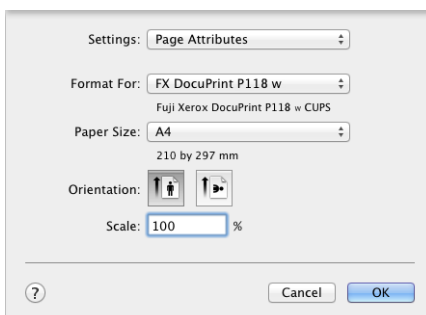 Settings: Page Attributes
Format For: FX DocuPrint P118 w
Fuji Xerox DocuPrint P118 w CUPS
Paper Size: A4
210 by 297 mm
Orientation:
Scale: 100 %
? Cancel OK